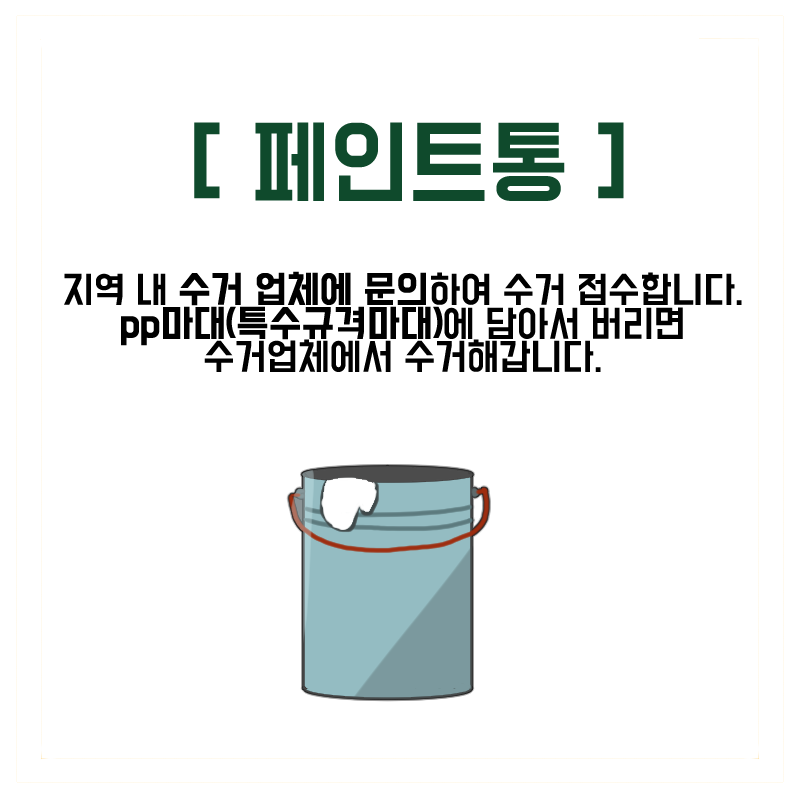 [ 페인트통 ]
지역 내 수거 업체에 문의하여 수거 접수합니다.
pp마대(특수규격마대)에 담아서 버리면
수거업체에서 수거해갑니다.